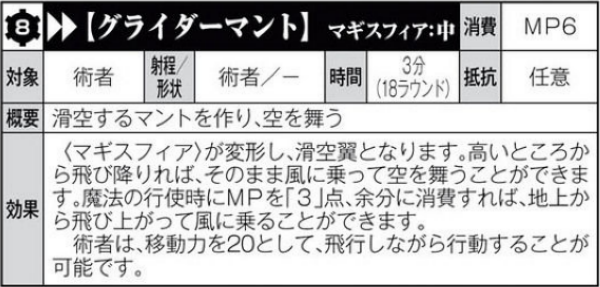 8 ▶▶【グライダーマント】 マギスフィア:中 消費 MP6
対象 術者 射程/形状 術者/− 時間 3分(18ラウンド) 抵抗 任意
概要 滑空するマントを作り、空を舞う
効果
〈マギスフィア〉が変形し、滑空翼となります。高いところか
ら飛び降りれば、そのまま風に乗って空を舞うことができま
す。魔法の行使時にMPを「3」点、余分に消費すれば、地上か
ら飛び上がって風に乗ることができます。
術者は、移動力を20として、飛行しながら行動することが
可能です。